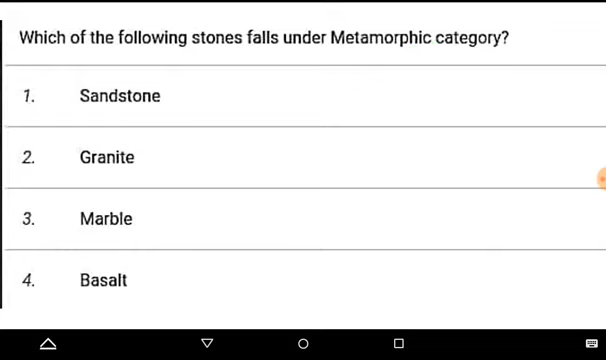 Which of the following stones falls under Metamorphic category?
1. Sandstone
2. Granite
3. Marble
4. Basalt